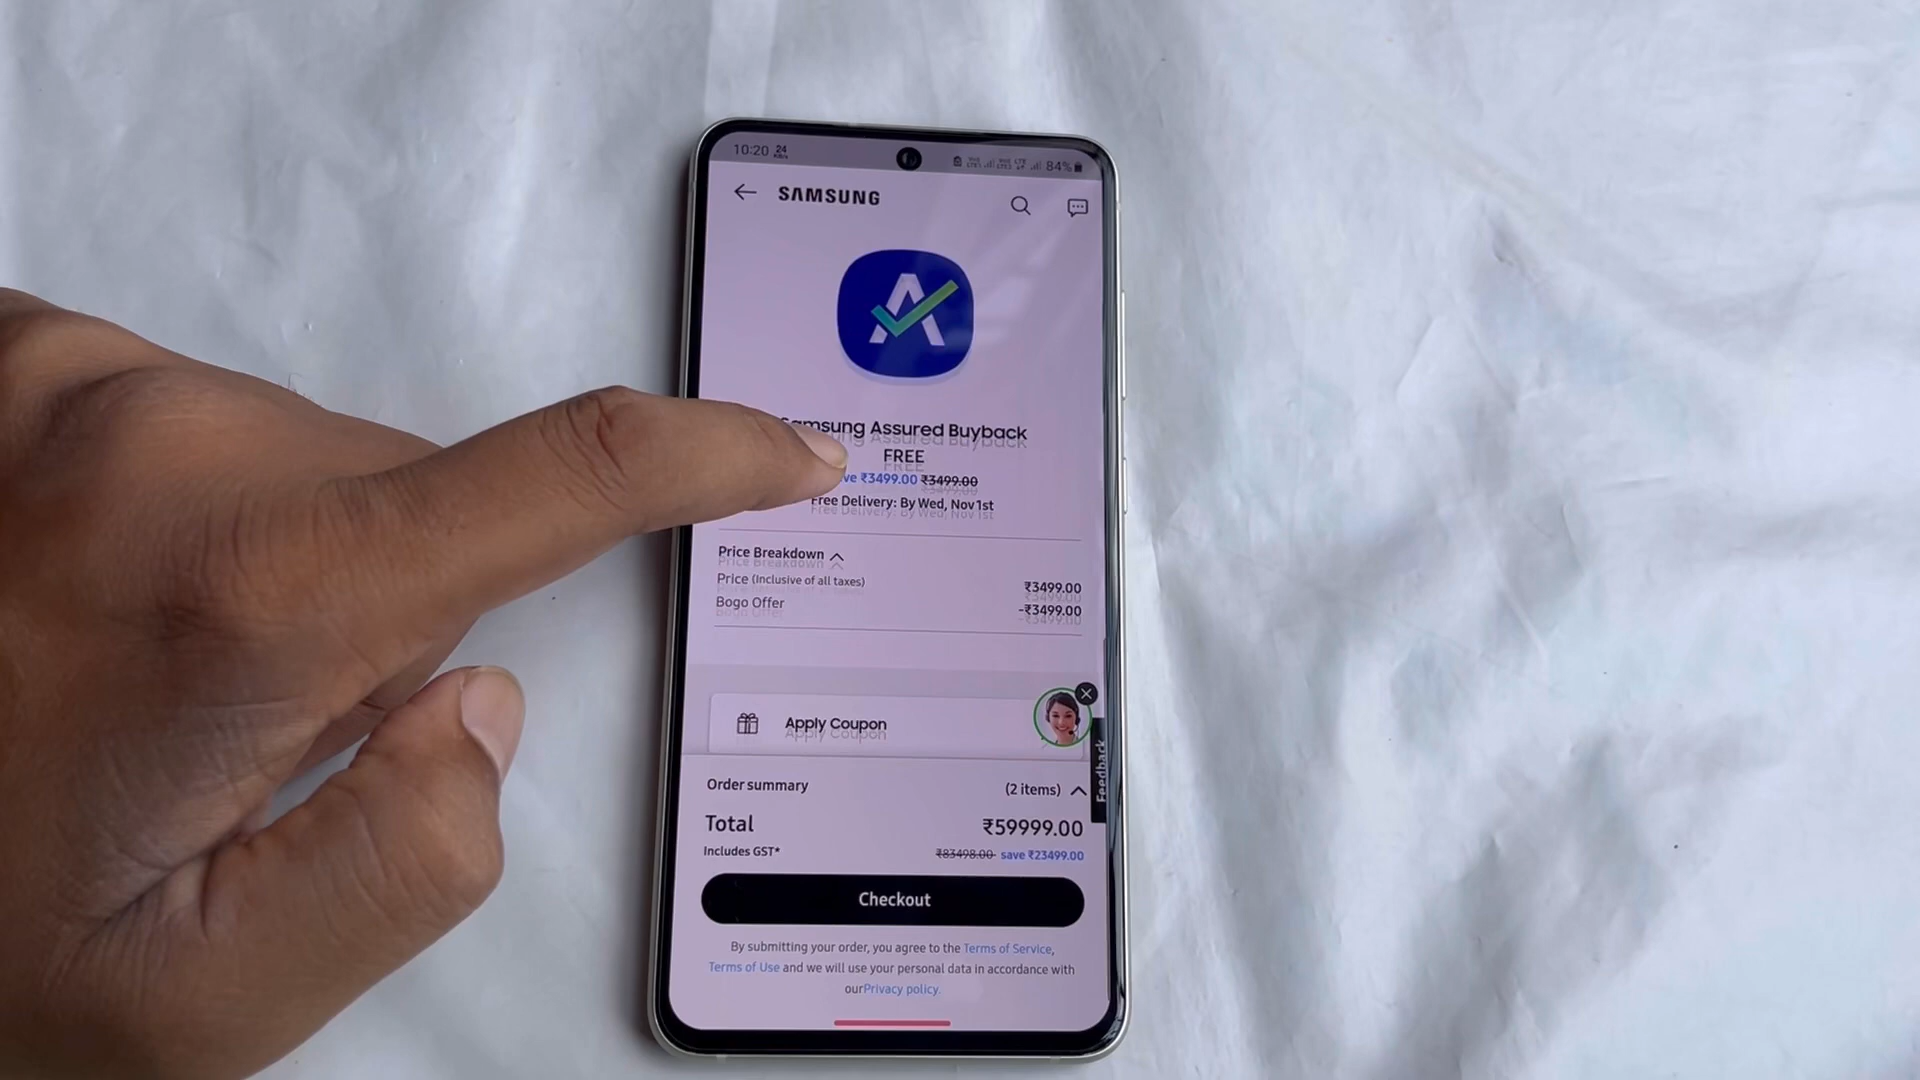 10:20 24 KB/s 84%
SAMSUNG
Samsung Assured Buyback
FREE
₹3499.00 ₹3499.00
Free Delivery: By Wed, Nov 1st
Price Breakdown
Price (Inclusive of all taxes) ₹3499.00
Bogo Offer -₹3499.00
Apply Coupon
Feedback
Order summary (2 items)
Total ₹59999.00
Includes GST* ₹83498.00 save ₹23499.00
Checkout
By submitting your order, you agree to the Terms of Service,
Terms of Use and we will use your personal data in accordance with
ourPrivacy policy.